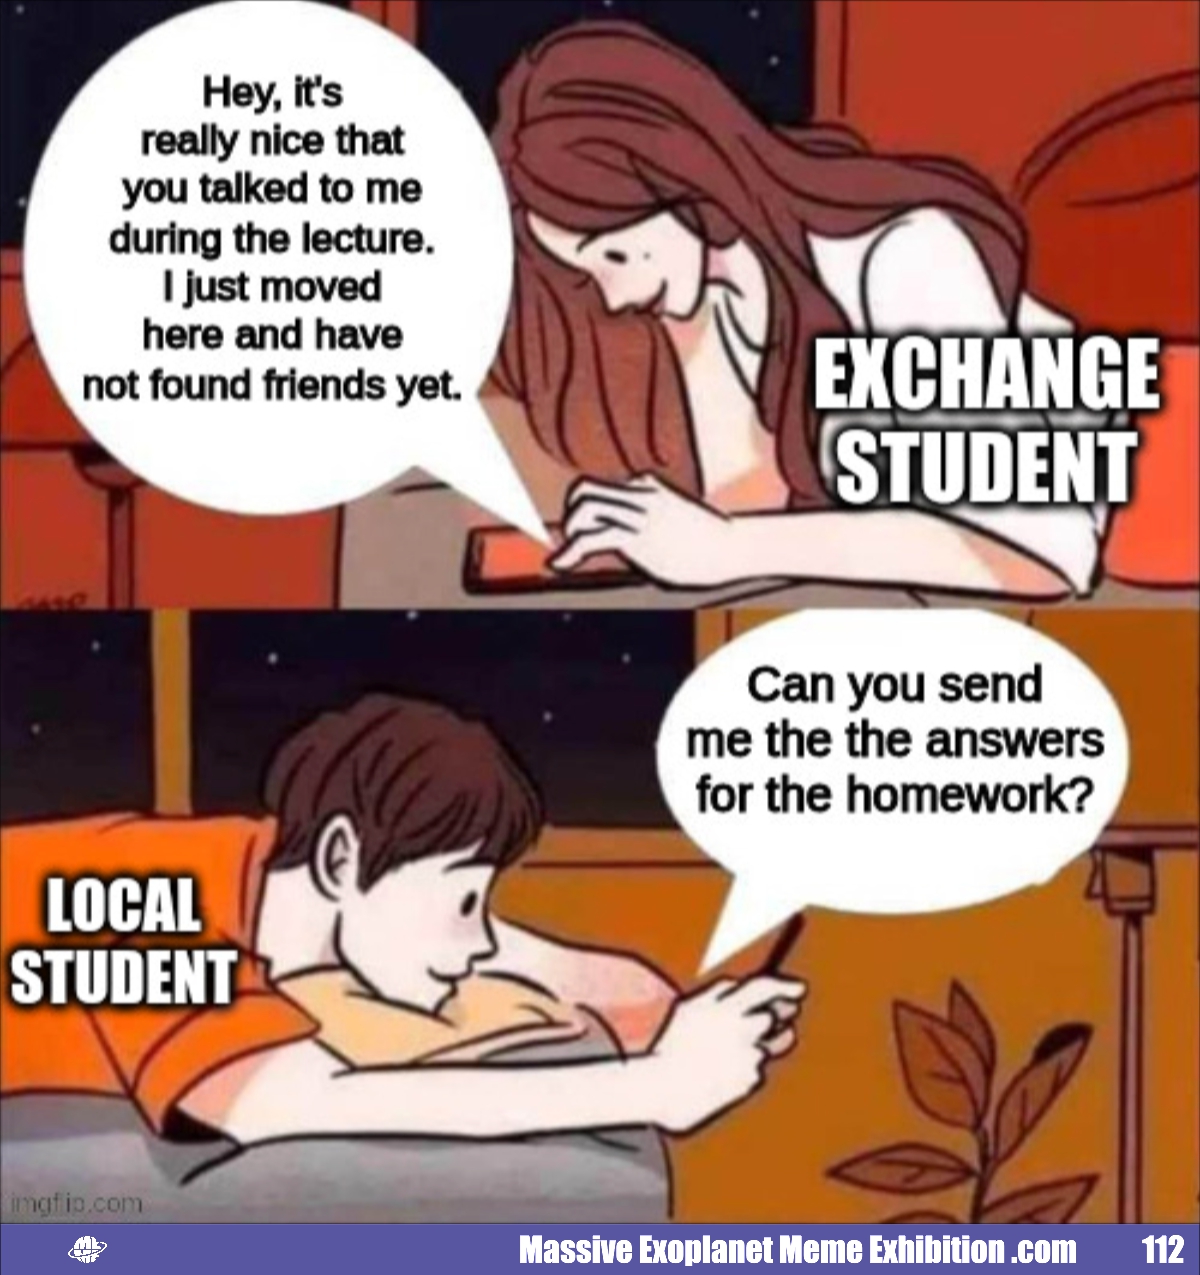 Hey, it's
really nice that
you talked to me
during the lecture.
I just moved
here and have
not found friends yet.
EXCHANGE
STUDENT
Can you send
me the the answers
for the homework?
LOCAL
STUDENT
imgflip.com
Massive Exoplanet Meme Exhibition .com 112